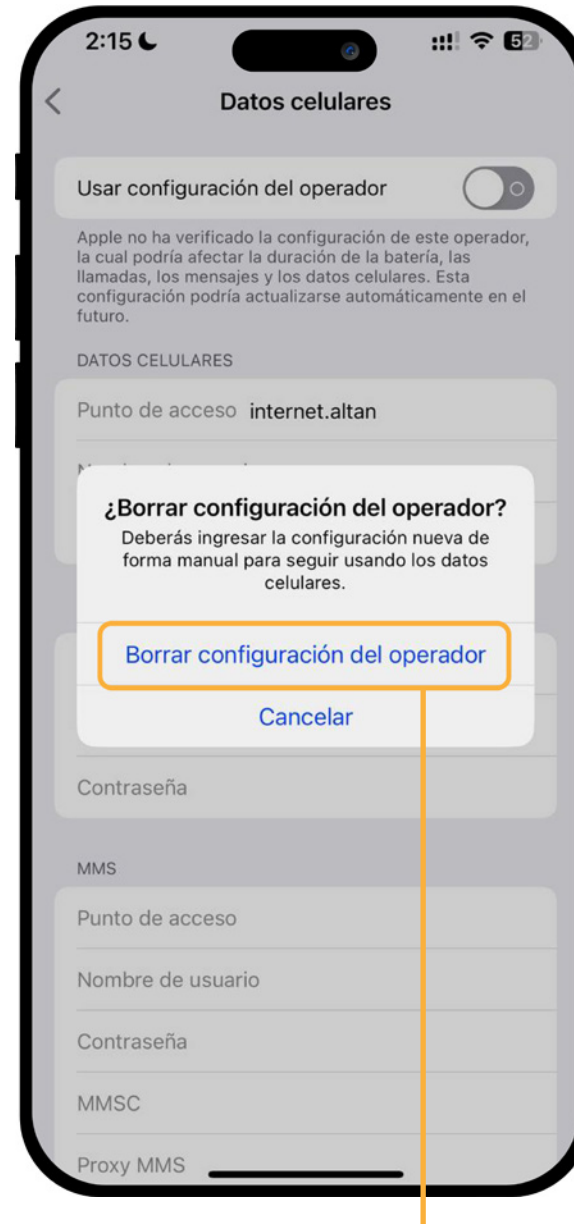 2:15
52
Datos celulares
Usar configuración del operador
Apple no ha verificado la configuración de este operador,
la cual podría afectar la duración de la batería, las
llamadas, los mensajes y los datos celulares. Esta
configuración podría actualizarse automáticamente en el
futuro.
DATOS CELULARES
Punto de acceso internet.altan
¿Borrar configuración del operador?
Deberás ingresar la configuración nueva de
forma manual para seguir usando los datos
celulares.
Borrar configuración del operador
Cancelar
Contraseña
MMS
Punto de acceso
Nombre de usuario
Contraseña
MMSC
Proxy MMS